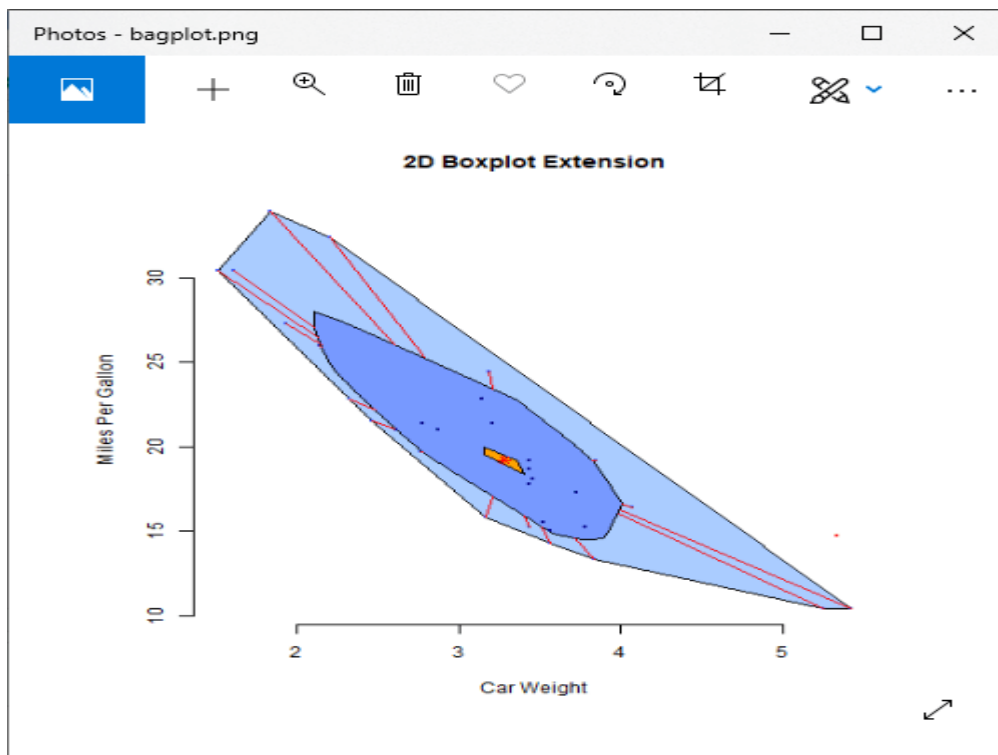 Photos - bagplot.png
2D Boxplot Extension
30
25
20
15
10
Miles Per Gallon
2 3 4 5
Car Weight